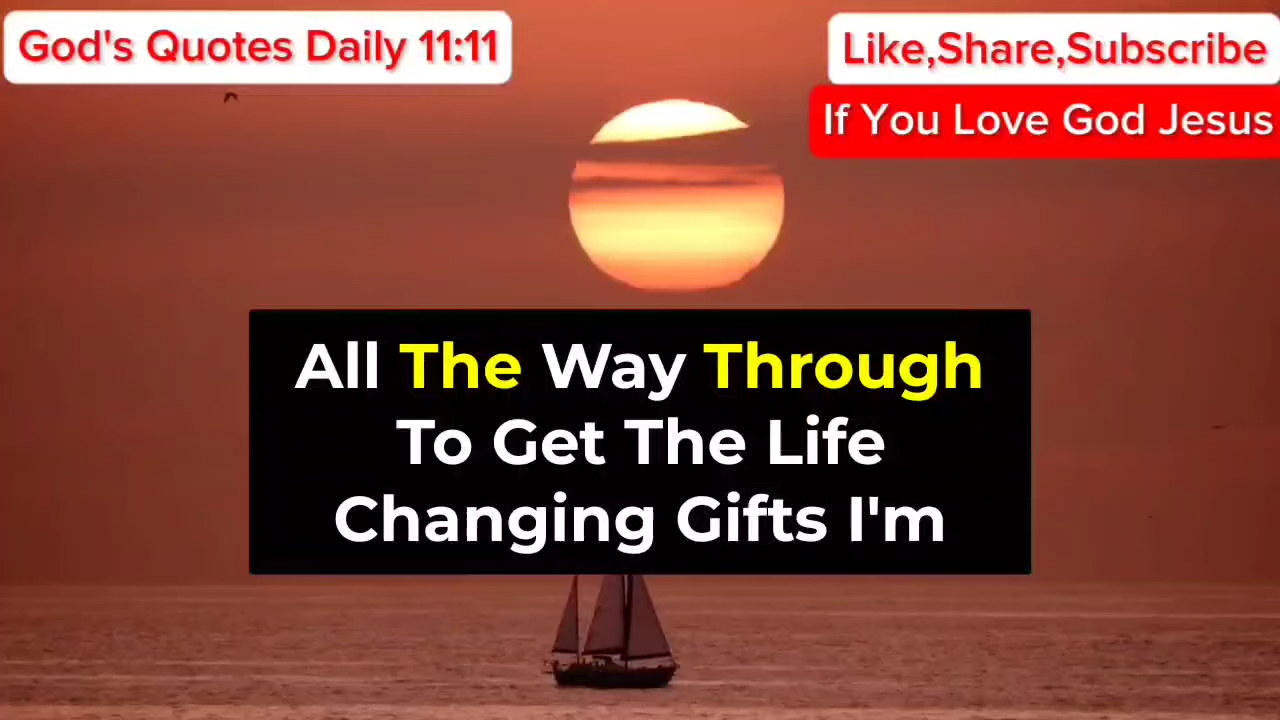 God's Quotes Daily 11:11
Like,Share,Subscribe
If You Love God Jesus
All The Way Through
To Get The Life
Changing Gifts I'm